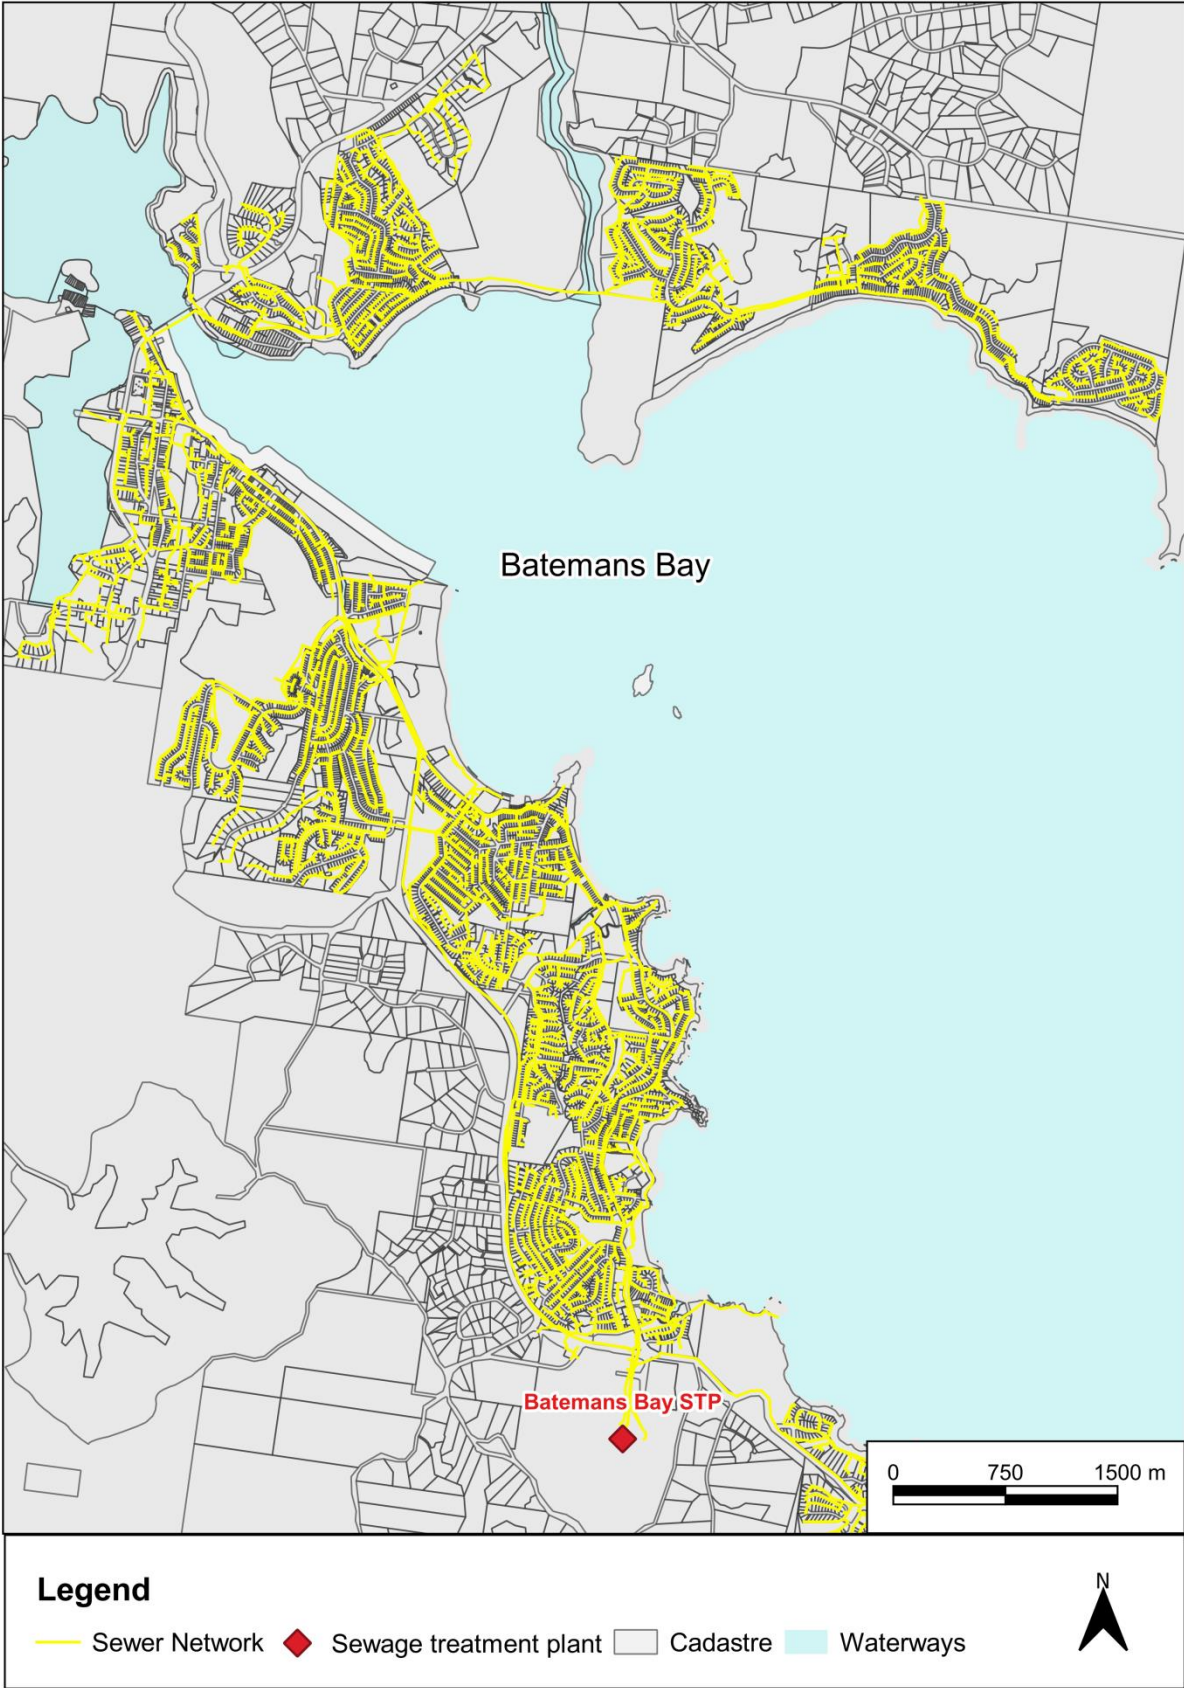 Batemans Bay
Batemans Bay STP
0 750 1500 m
Legend
N
Sewer Network Sewage treatment plant Cadastre Waterways